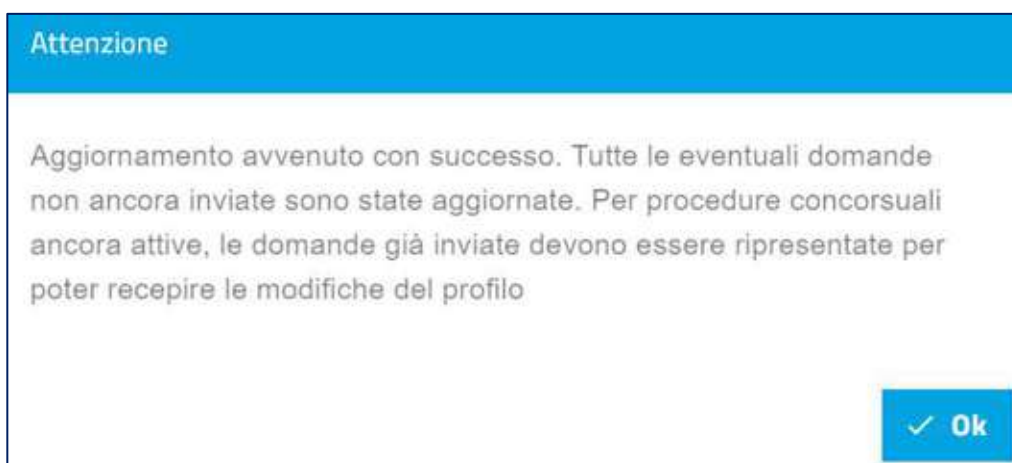 Attenzione
Aggiornamento avvenuto con successo. Tutte le eventuali domande
non ancora inviate sono state aggiornate. Per procedure concorsuali
ancora attive, le domande già inviate devono essere ripresentate per
poter recepire le modifiche del profilo
✓ Ok